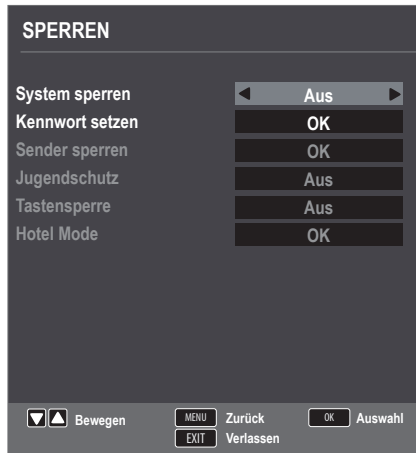 SPERREN
System sperren Aus
Kennwort setzen OK
Sender sperren OK
Jugendschutz Aus
Tastensperre Aus
Hotel Mode OK
Bewegen MENU Zurück OK Auswahl
EXIT Verlassen